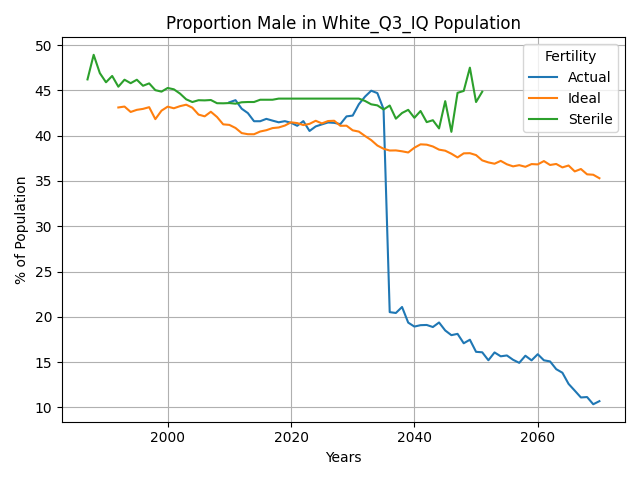 Proportion Male in White_Q3_IQ Population
Fertility
Actual
Ideal
Sterile
% of Population
50
45
40
35
30
25
20
15
10
2000
2020
2040
2060
Years